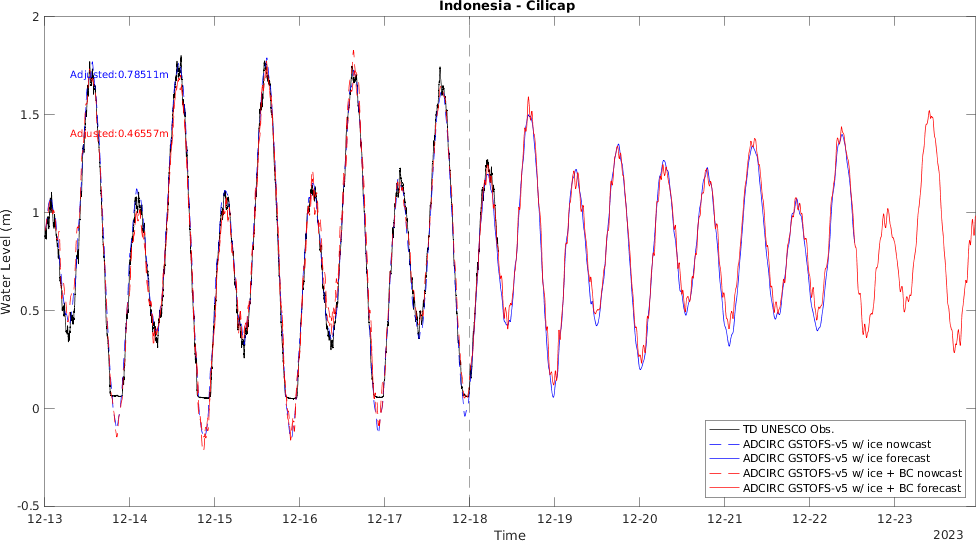 Indonesia - Cilicap
2
1.5
1
0.5
0
-0.5
Water Level (m)
Adjusted:0.78511m
Adjusted:0.46557m
TD UNESCO Obs.
ADCIRC GSTOFS-v5 w/ ice nowcast
ADCIRC GSTOFS-v5 w/ ice forecast
ADCIRC GSTOFS-v5 w/ ice + BC nowcast
ADCIRC GSTOFS-v5 w/ ice + BC forecast
12-13 12-14 12-15 12-16 12-17 12-18 12-19 12-20 12-21 12-22 12-23
Time
2023